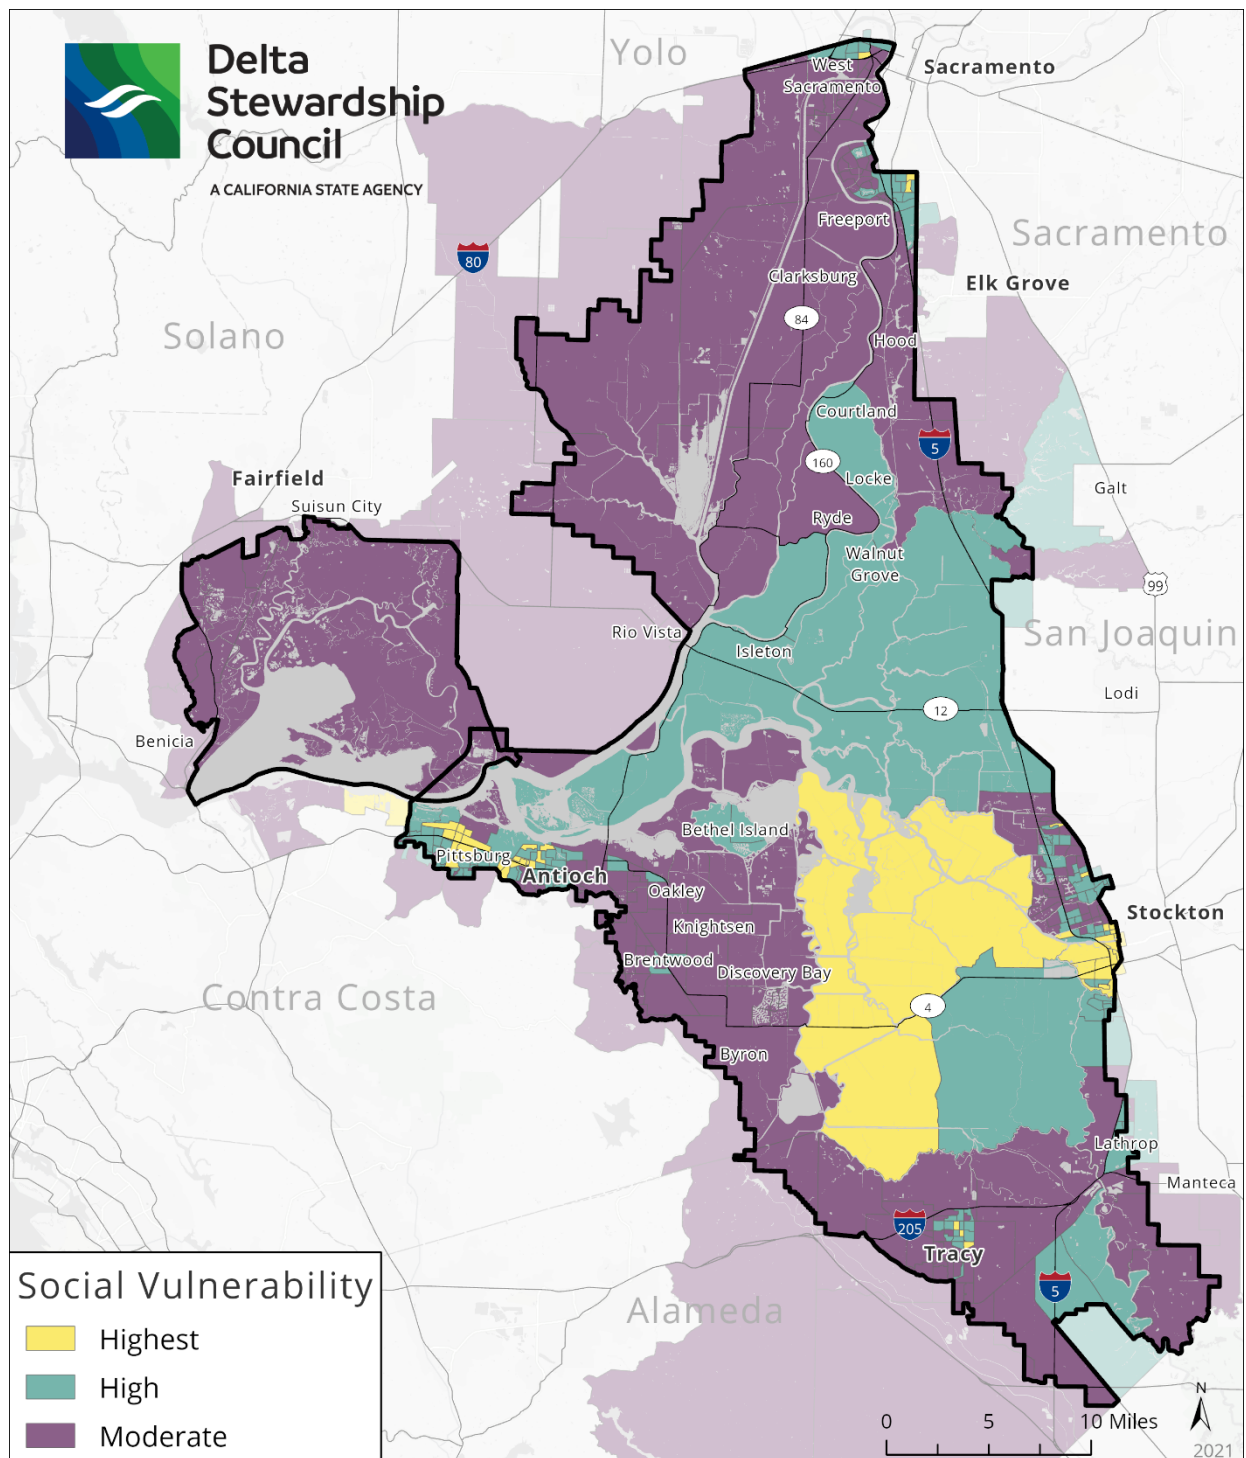 Delta
Stewardship
Council
A CALIFORNIA STATE AGENCY
Yolo
West
Sacramento
Sacramento
Freeport
Sacramento
80
Clarksburg
Elk Grove
84
Solano
Hood
Courtland
5
160
Fairfield
Locke
Galt
Suisun City
Ryde
Walnut
Grove
99
Rio Vista
San Joaquin
Isleton
Lodi
12
Benicia
Bethel Island
Pittsburg
Antioch
Oakley
Stockton
Knightsen
Brentwood
Discovery Bay
Contra Costa
4
Byron
Lathrop
Manteca
205
Tracy
5
Alameda
Social Vulnerability
Highest
High
Moderate
N
0 5 10 Miles
2021